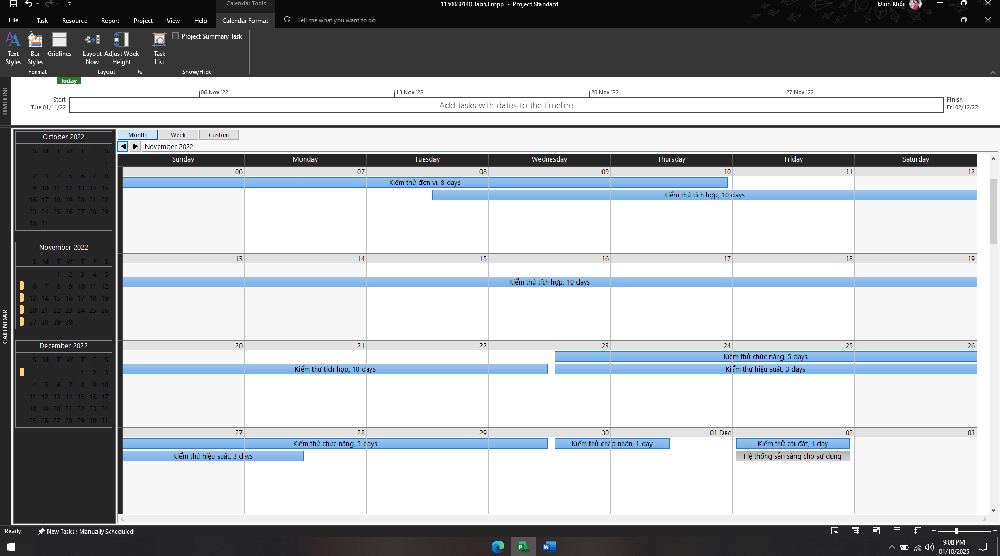 Calendar Tools
1150080140_lab53.mpp - Project Standard
Đinh Khôi
File Task Resource Report Project View Help Calendar Format Tell me what you want to do
Text Styles
Bar Styles
Gridlines
Format
Layout Now
Adjust Week Height
Layout
Task List
Project Summary Task
Show/Hide
TIMELINE
Today
06 Nov '22 13 Nov '22 20 Nov '22 27 Nov '22
Start
Tue 01/11/22
Add tasks with dates to the timeline
Finish
Fri 02/12/22
CALENDAR
October 2022
S M T W T F S
1
2 3 4 5 6 7 8
9 10 11 12 13 14 15
16 17 18 19 20 21 22
23 24 25 26 27 28 29
30 31
November 2022
S M T W T F S
1 2 3 4 5
6 7 8 9 10 11 12
13 14 15 16 17 18 19
20 21 22 23 24 25 26
27 28 29 30
December 2022
S M T W T F S
1 2 3
4 5 6 7 8 9 10
11 12 13 14 15 16 17
18 19 20 21 22 23 24
25 26 27 28 29 30 31
Month Week Custom
November 2022
Sunday Monday Tuesday Wednesday Thursday Friday Saturday
06 07 08 09 10 11 12
Kiểm thử đơn vị, 8 days
Kiểm thử tích hợp, 10 days
13 14 15 16 17 18 19
Kiểm thử tích hợp, 10 days
20 21 22 23 24 25 26
Kiểm thử chức năng, 5 days
Kiểm thử tích hợp, 10 days Kiểm thử hiệu suất, 3 days
27 28 29 30 01 Dec 02 03
Kiểm thử chức năng, 5 days Kiểm thử chấp nhận, 1 day Kiểm thử cài đặt, 1 day
Kiểm thử hiệu suất, 3 days Hệ thống sẵn sàng cho sử dụng
Ready New Tasks : Manually Scheduled
9:08 PM
01/10/2025